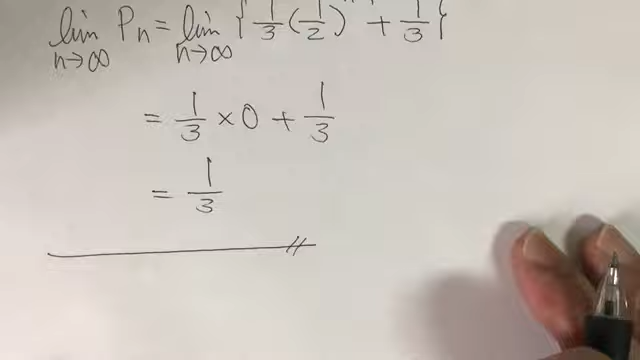 lim Pn = lim { 1/3 (1/2) + 1/3 }
n→∞ n→∞
= 1/3 × 0 + 1/3
= 1/3